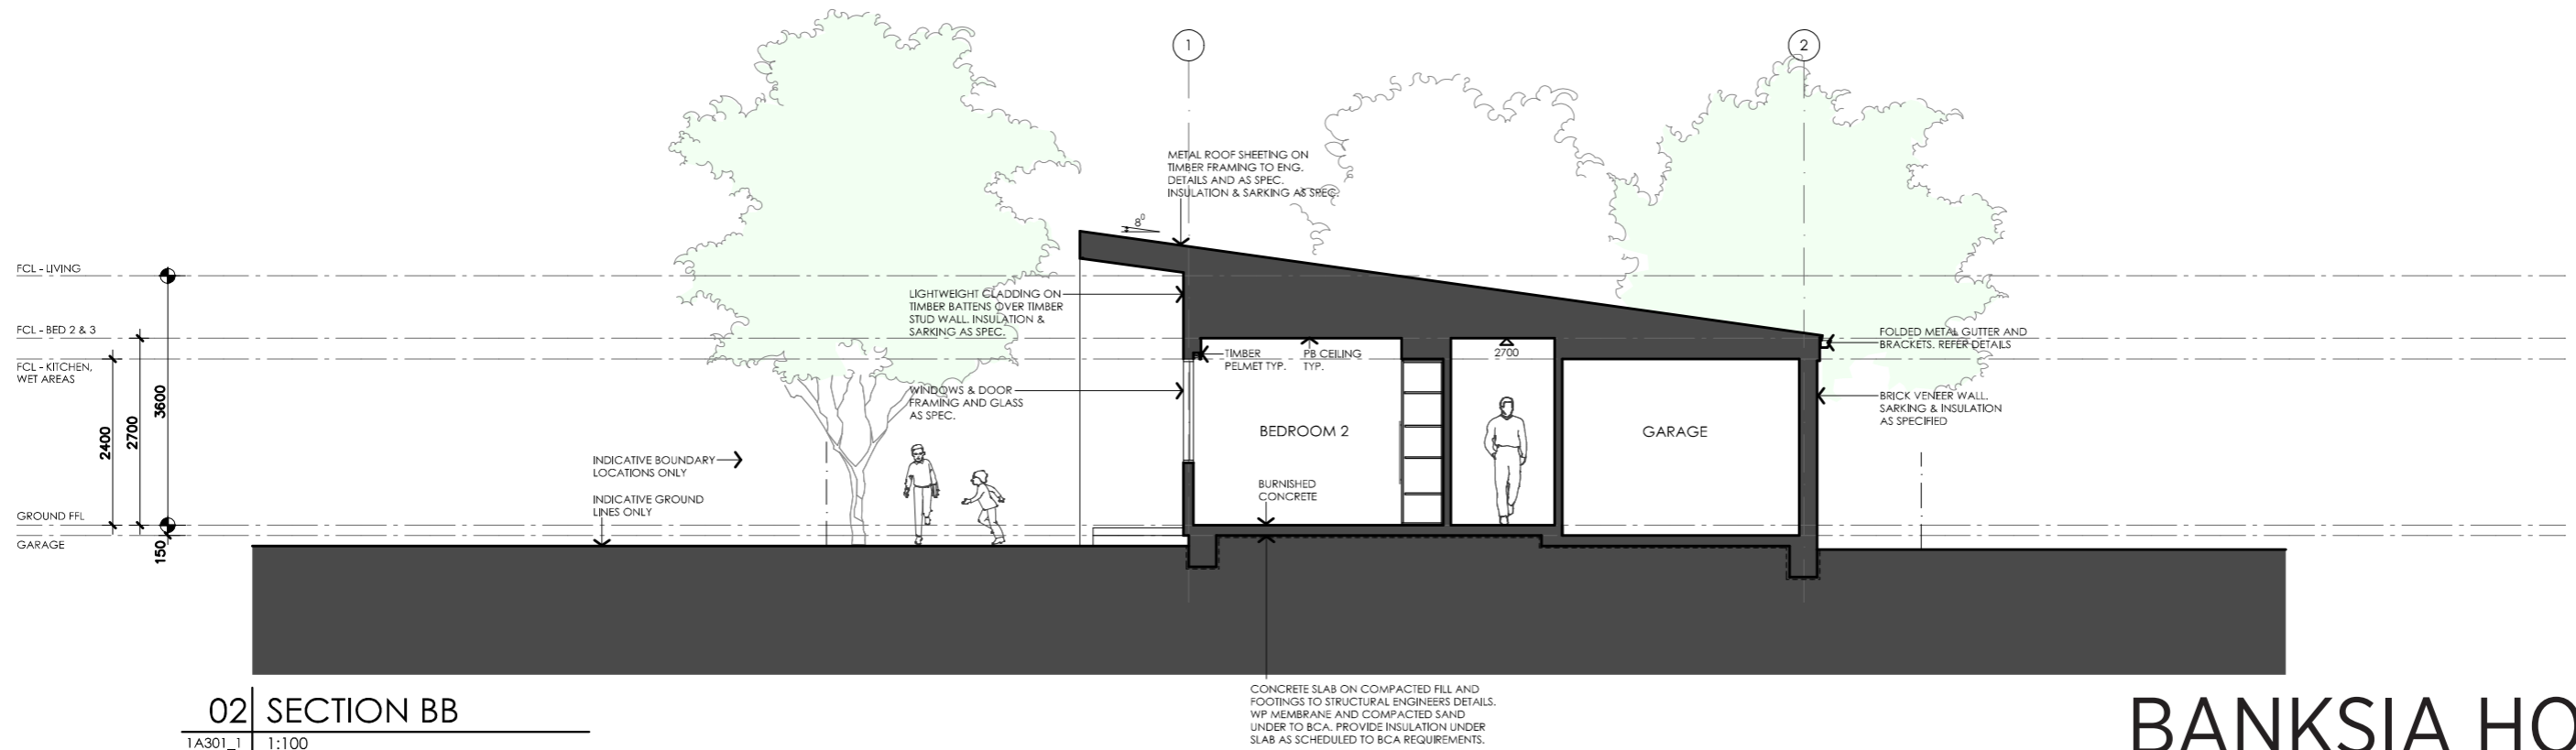 1
2
METAL ROOF SHEETING ON
TIMBER FRAMING TO ENG.
DETAILS AND AS SPEC.
INSULATION & SARKING AS SPEC.
8⁰
FCL - LIVING
LIGHTWEIGHT CLADDING ON
TIMBER BATTENS OVER TIMBER
STUD WALL. INSULATION &
SARKING AS SPEC.
FCL - BED 2 & 3
FOLDED METAL GUTTER AND
BRACKETS. REFER DETAILS
FCL - KITCHEN,
WET AREAS
TIMBER
PELMET TYP.
PB CEILING
TYP.
2700
WINDOWS & DOOR
FRAMING AND GLASS
AS SPEC.
BRICK VENEER WALL.
SARKING & INSULATION
AS SPECIFIED
2400
2700
3600
BEDROOM 2
GARAGE
INDICATIVE BOUNDARY
LOCATIONS ONLY
INDICATIVE GROUND
LINES ONLY
BURNISHED
CONCRETE
GROUND FFL
GARAGE
150
CONCRETE SLAB ON COMPACTED FILL AND
FOOTINGS TO STRUCTURAL ENGINEERS DETAILS.
WP MEMBRANE AND COMPACTED SAND
UNDER TO BCA. PROVIDE INSULATION UNDER
SLAB AS SCHEDULED TO BCA REQUIREMENTS.
02 SECTION BB
1A301_1 1:100
BANKSIA HO